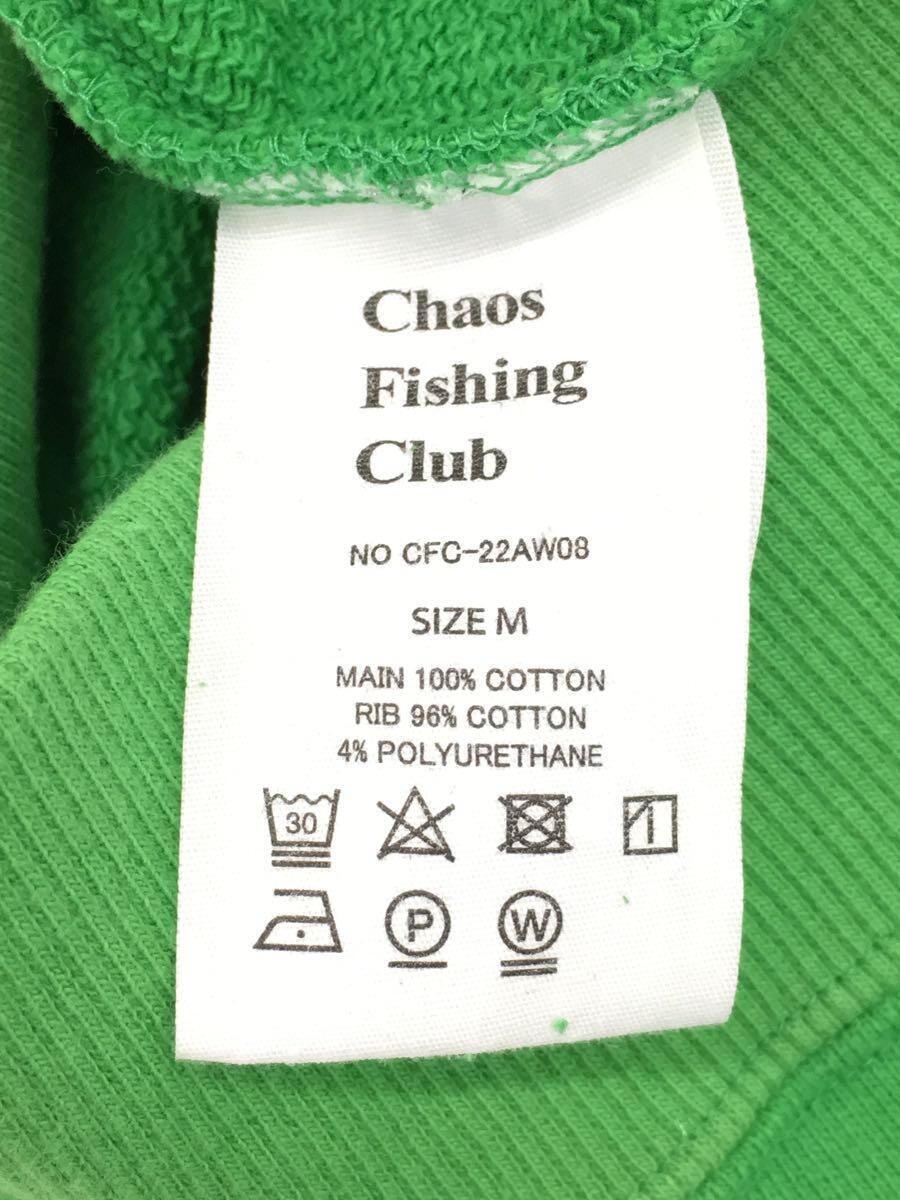 Chaos
Fishing
Club
NO CFC-22AW08
SIZE M
MAIN 100% COTTON
RIB 96% COTTON
4% POLYURETHANE
30
P W